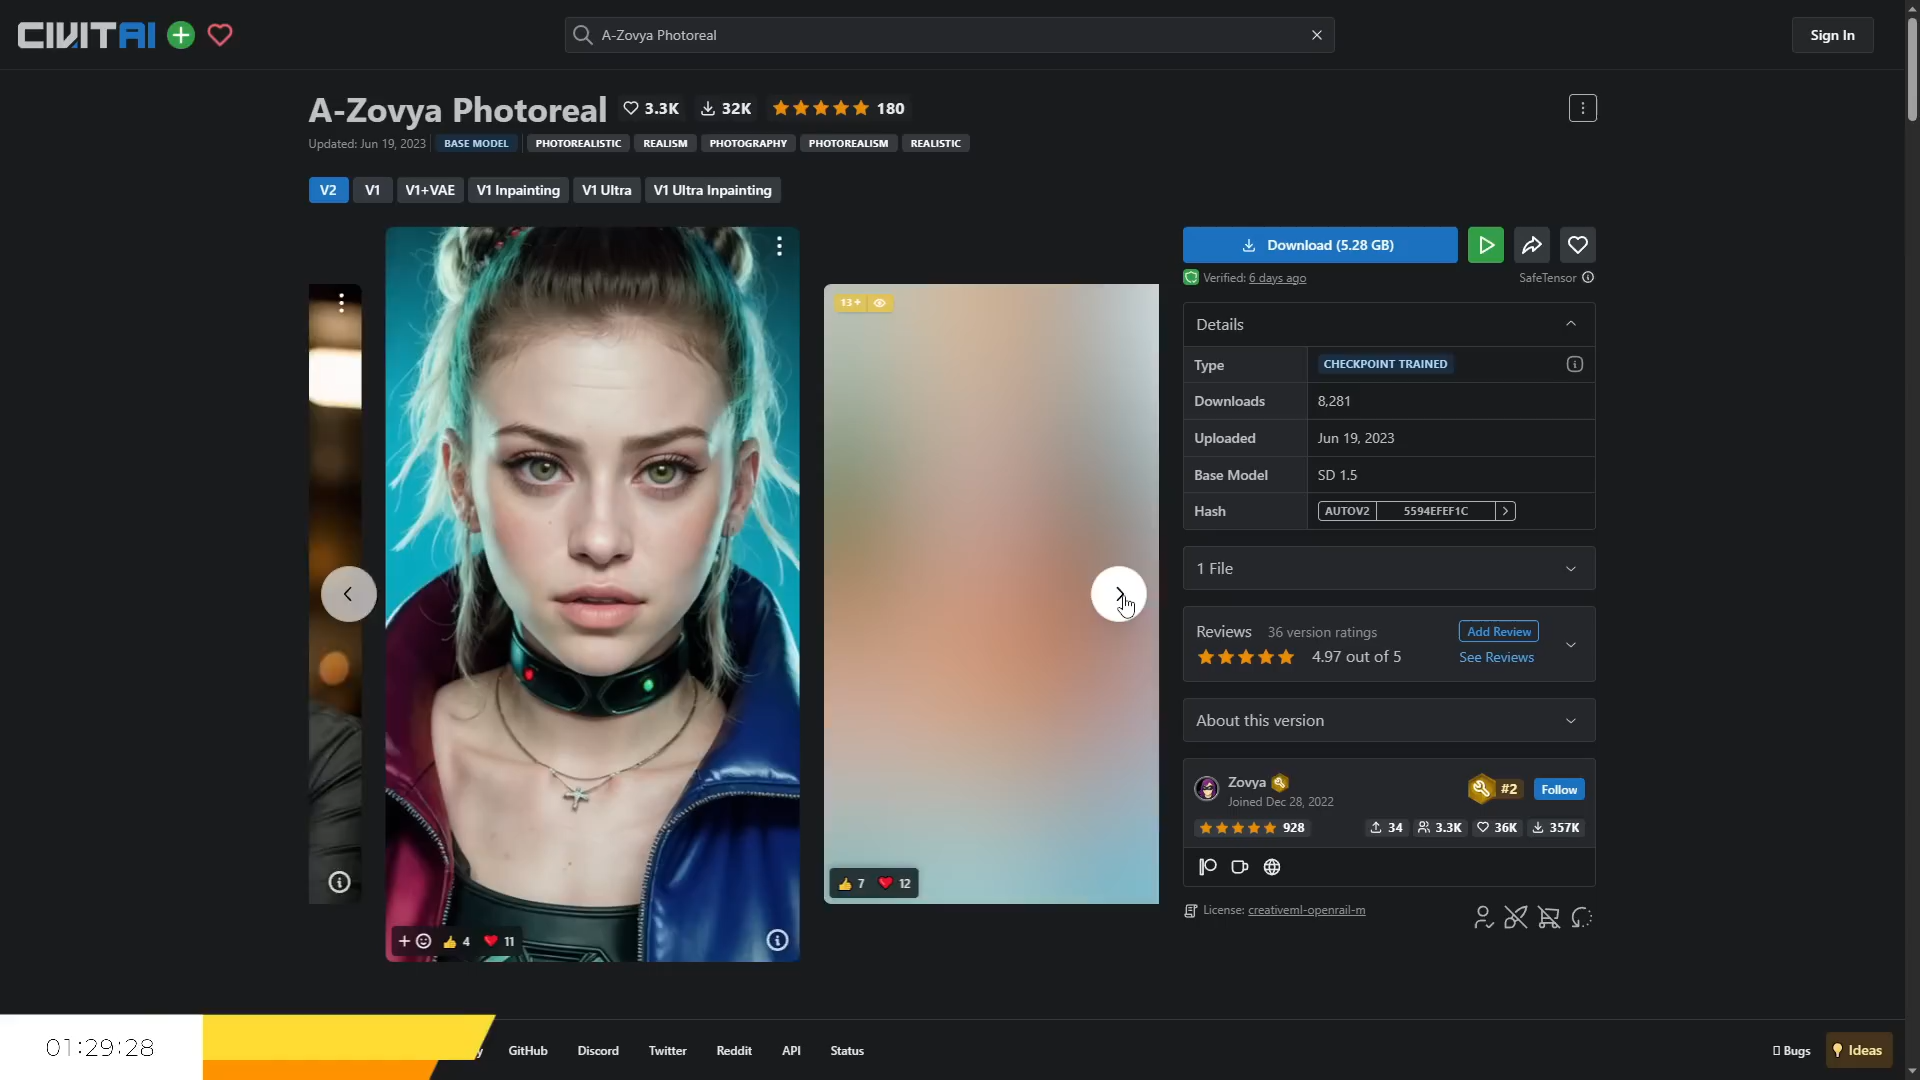 CIVITAI
A-Zovya Photoreal
Sign In
A-Zovya Photoreal 3.3K 32K 180
Updated: Jun 19, 2023 BASE MODEL PHOTOREALISTIC REALISM PHOTOGRAPHY PHOTOREALISM REALISTIC
V2 V1 V1+VAE V1 Inpainting V1 Ultra V1 Ultra Inpainting
13+
7 12
4 11
Download (5.28 GB)
Verified: 6 days ago SafeTensor
Details
Type CHECKPOINT TRAINED
Downloads 8,281
Uploaded Jun 19, 2023
Base Model SD 1.5
Hash AUTOV2 5594EFEF1C
1 File
Reviews 36 version ratings Add Review
4.97 out of 5 See Reviews
About this version
Zovya #2 Follow
Joined Dec 28, 2022
928 34 3.3K 36K 357K
License: creativeml-openrail-m
01:29:28
GitHub Discord Twitter Reddit API Status
Bugs Ideas